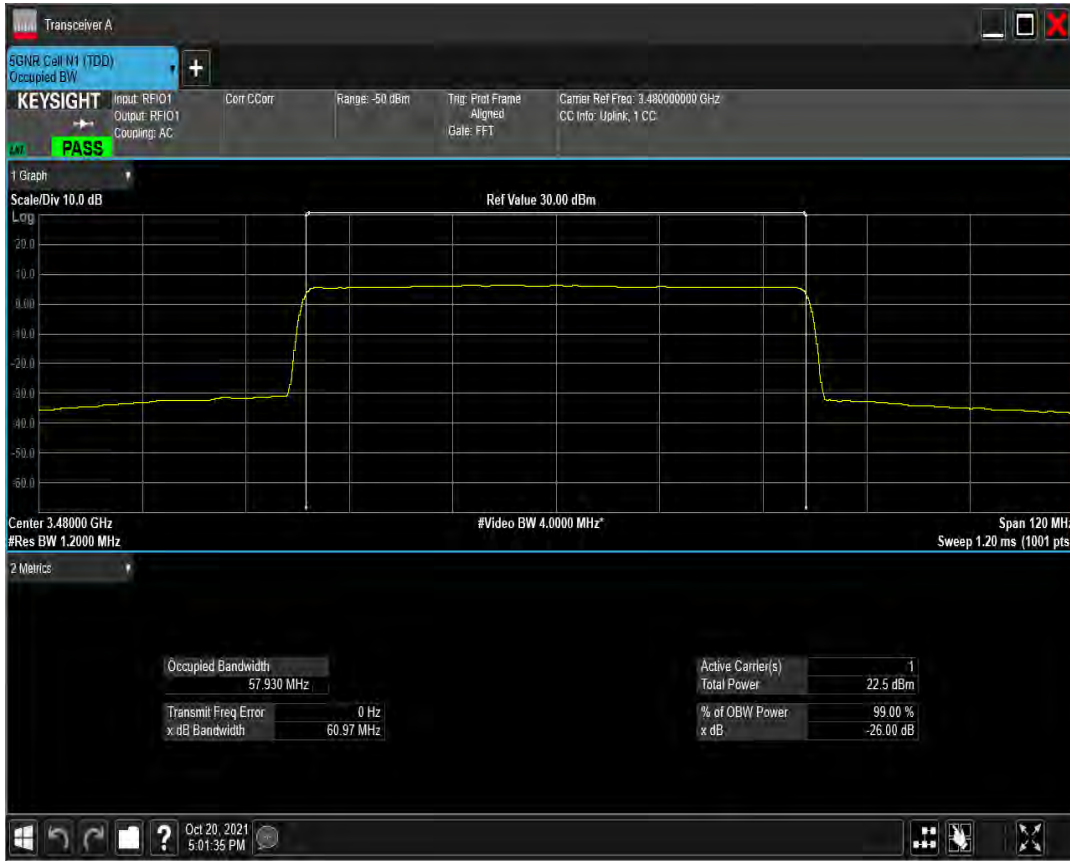 Transceiver A
5GNR Cell N1 (TDD)
Occupied BW
KEYSIGHT
Input: RFIO1
Output: RFIO1
Coupling: AC
Corr CCorr
Range: -50 dBm
Trig: Prot Frame
Aligned
Gate: FFT
Carrier Ref Freq: 3.480000000 GHz
CC Info: Uplink, 1 CC
PASS
1 Graph
Scale/Div 10.0 dB
Ref Value 30.00 dBm
Log
20.0
10.0
0.00
-10.0
-20.0
-30.0
-40.0
-50.0
-60.0
Center 3.48000 GHz
#Video BW 4.0000 MHz*
Span 120 MHz
#Res BW 1.2000 MHz
Sweep 1.20 ms (1001 pts
2 Metrics
Occupied Bandwidth
57.930 MHz
Transmit Freq Error 0 Hz
x dB Bandwidth 60.97 MHz
Active Carrier(s) 1
Total Power 22.5 dBm
% of OBW Power 99.00 %
x dB -26.00 dB
?
Oct 20, 2021
5:01:35 PM